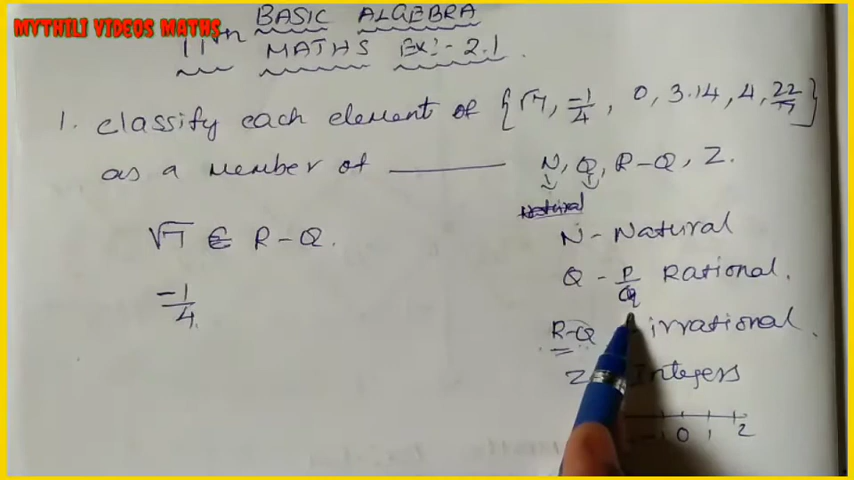 MYTHILI VIDEOS MATHS
BASIC ALGEBRA
11th MATHS Ex:- 2.1
1. classify each element of {√7, -1/4, 0, 3.14, 4, 22/7}
as a member of ______ N, Q, R-Q, Z.
Natural
√7 ∈ R-Q.
N - Natural
-1/4
Q - P/q Rational.
R-Q irrational.
Z Integers
-1 0 1 2